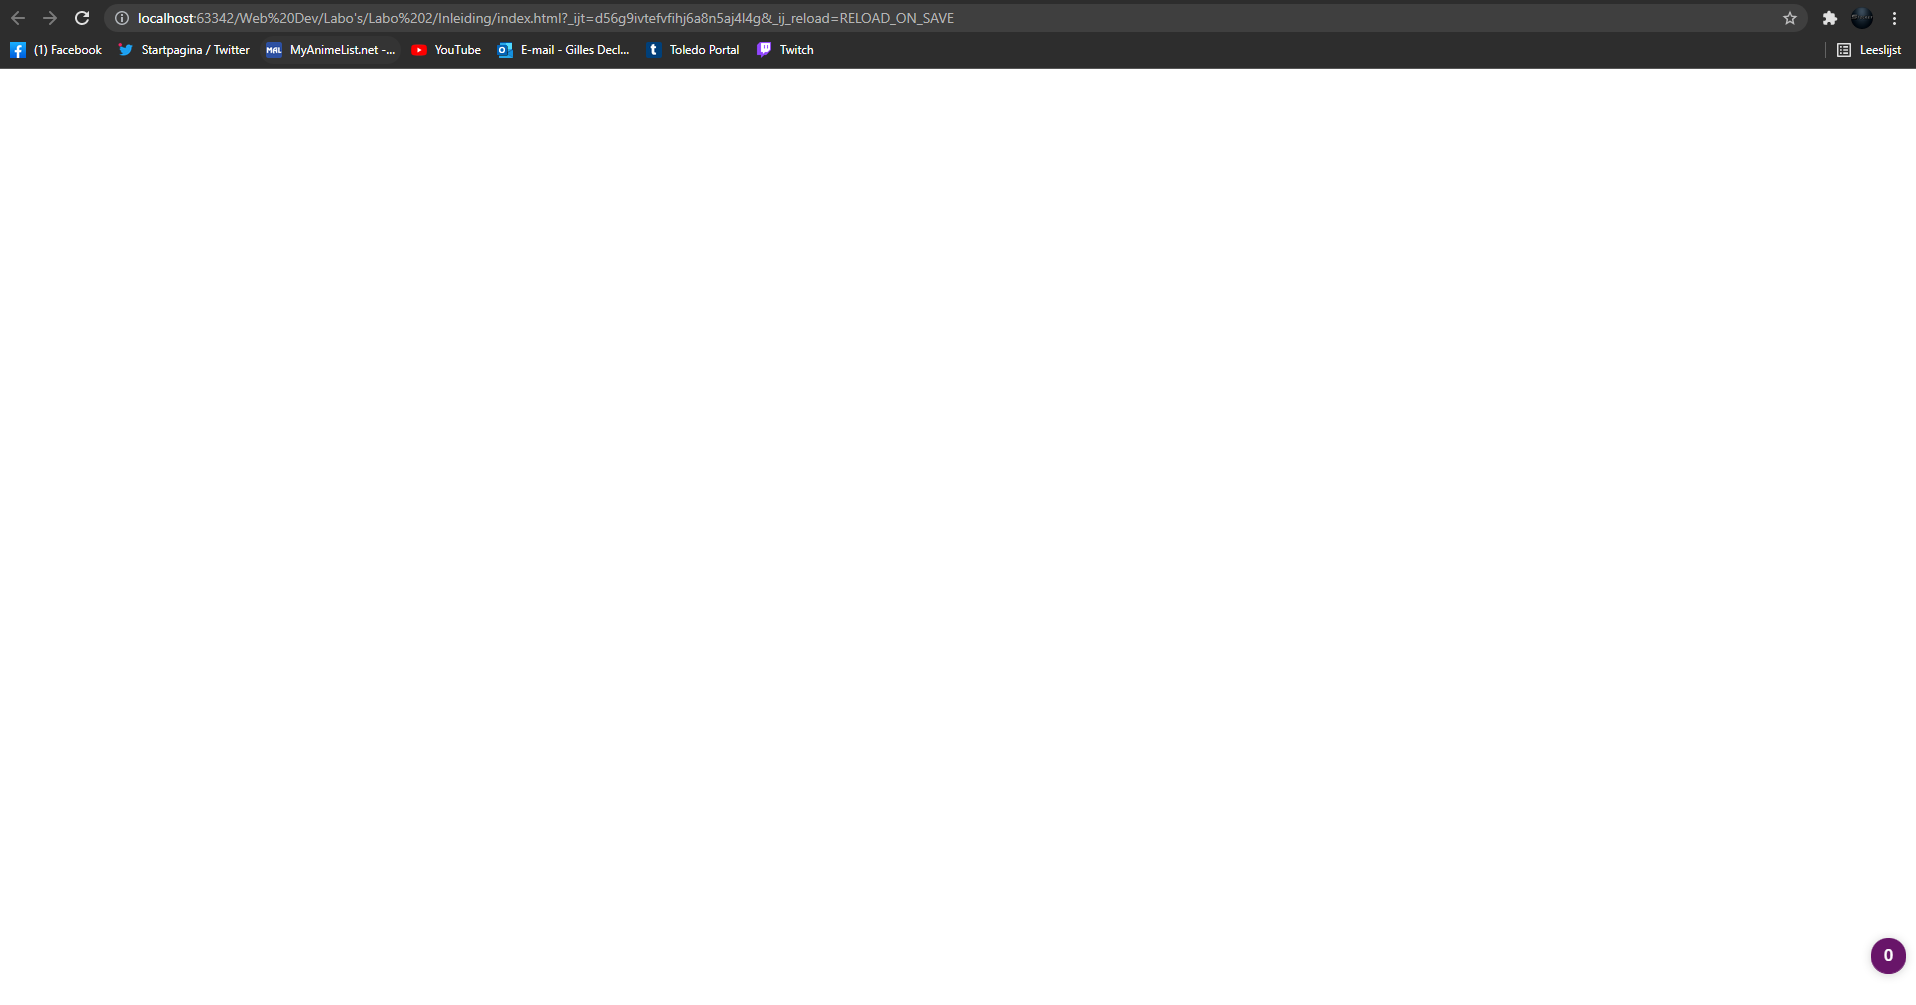 localhost:63342/Web%20Dev/Labo's/Labo%202/Inleiding/index.html?_ijt=d56g9ivtefvfihj6a8n5aj4l4g&_ij_reload=RELOAD_ON_SAVE
(1) Facebook Startpagina / Twitter MAL MyAnimeList.net -... YouTube E-mail - Gilles Decl... t Toledo Portal Twitch Leeslijst
0